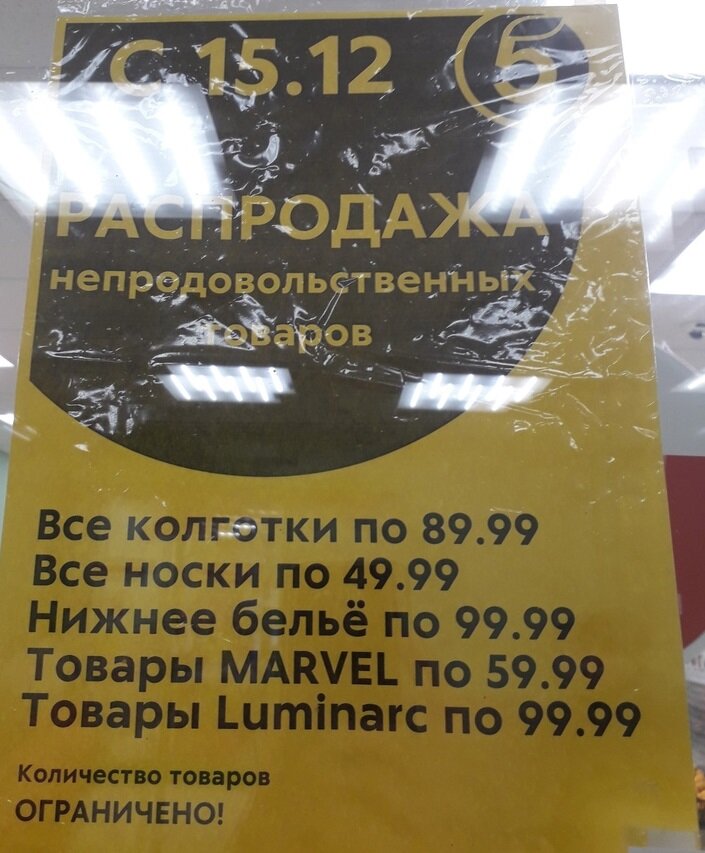 С 15.12
5
РАСПРОДАЖА
непродовольственных
товаров
Все колготки по 89.99
Все носки по 49.99
Нижнее бельё по 99.99
Товары MARVEL по 59.99
Товары Luminarc по 99.99
Количество товаров
ОГРАНИЧЕНО!